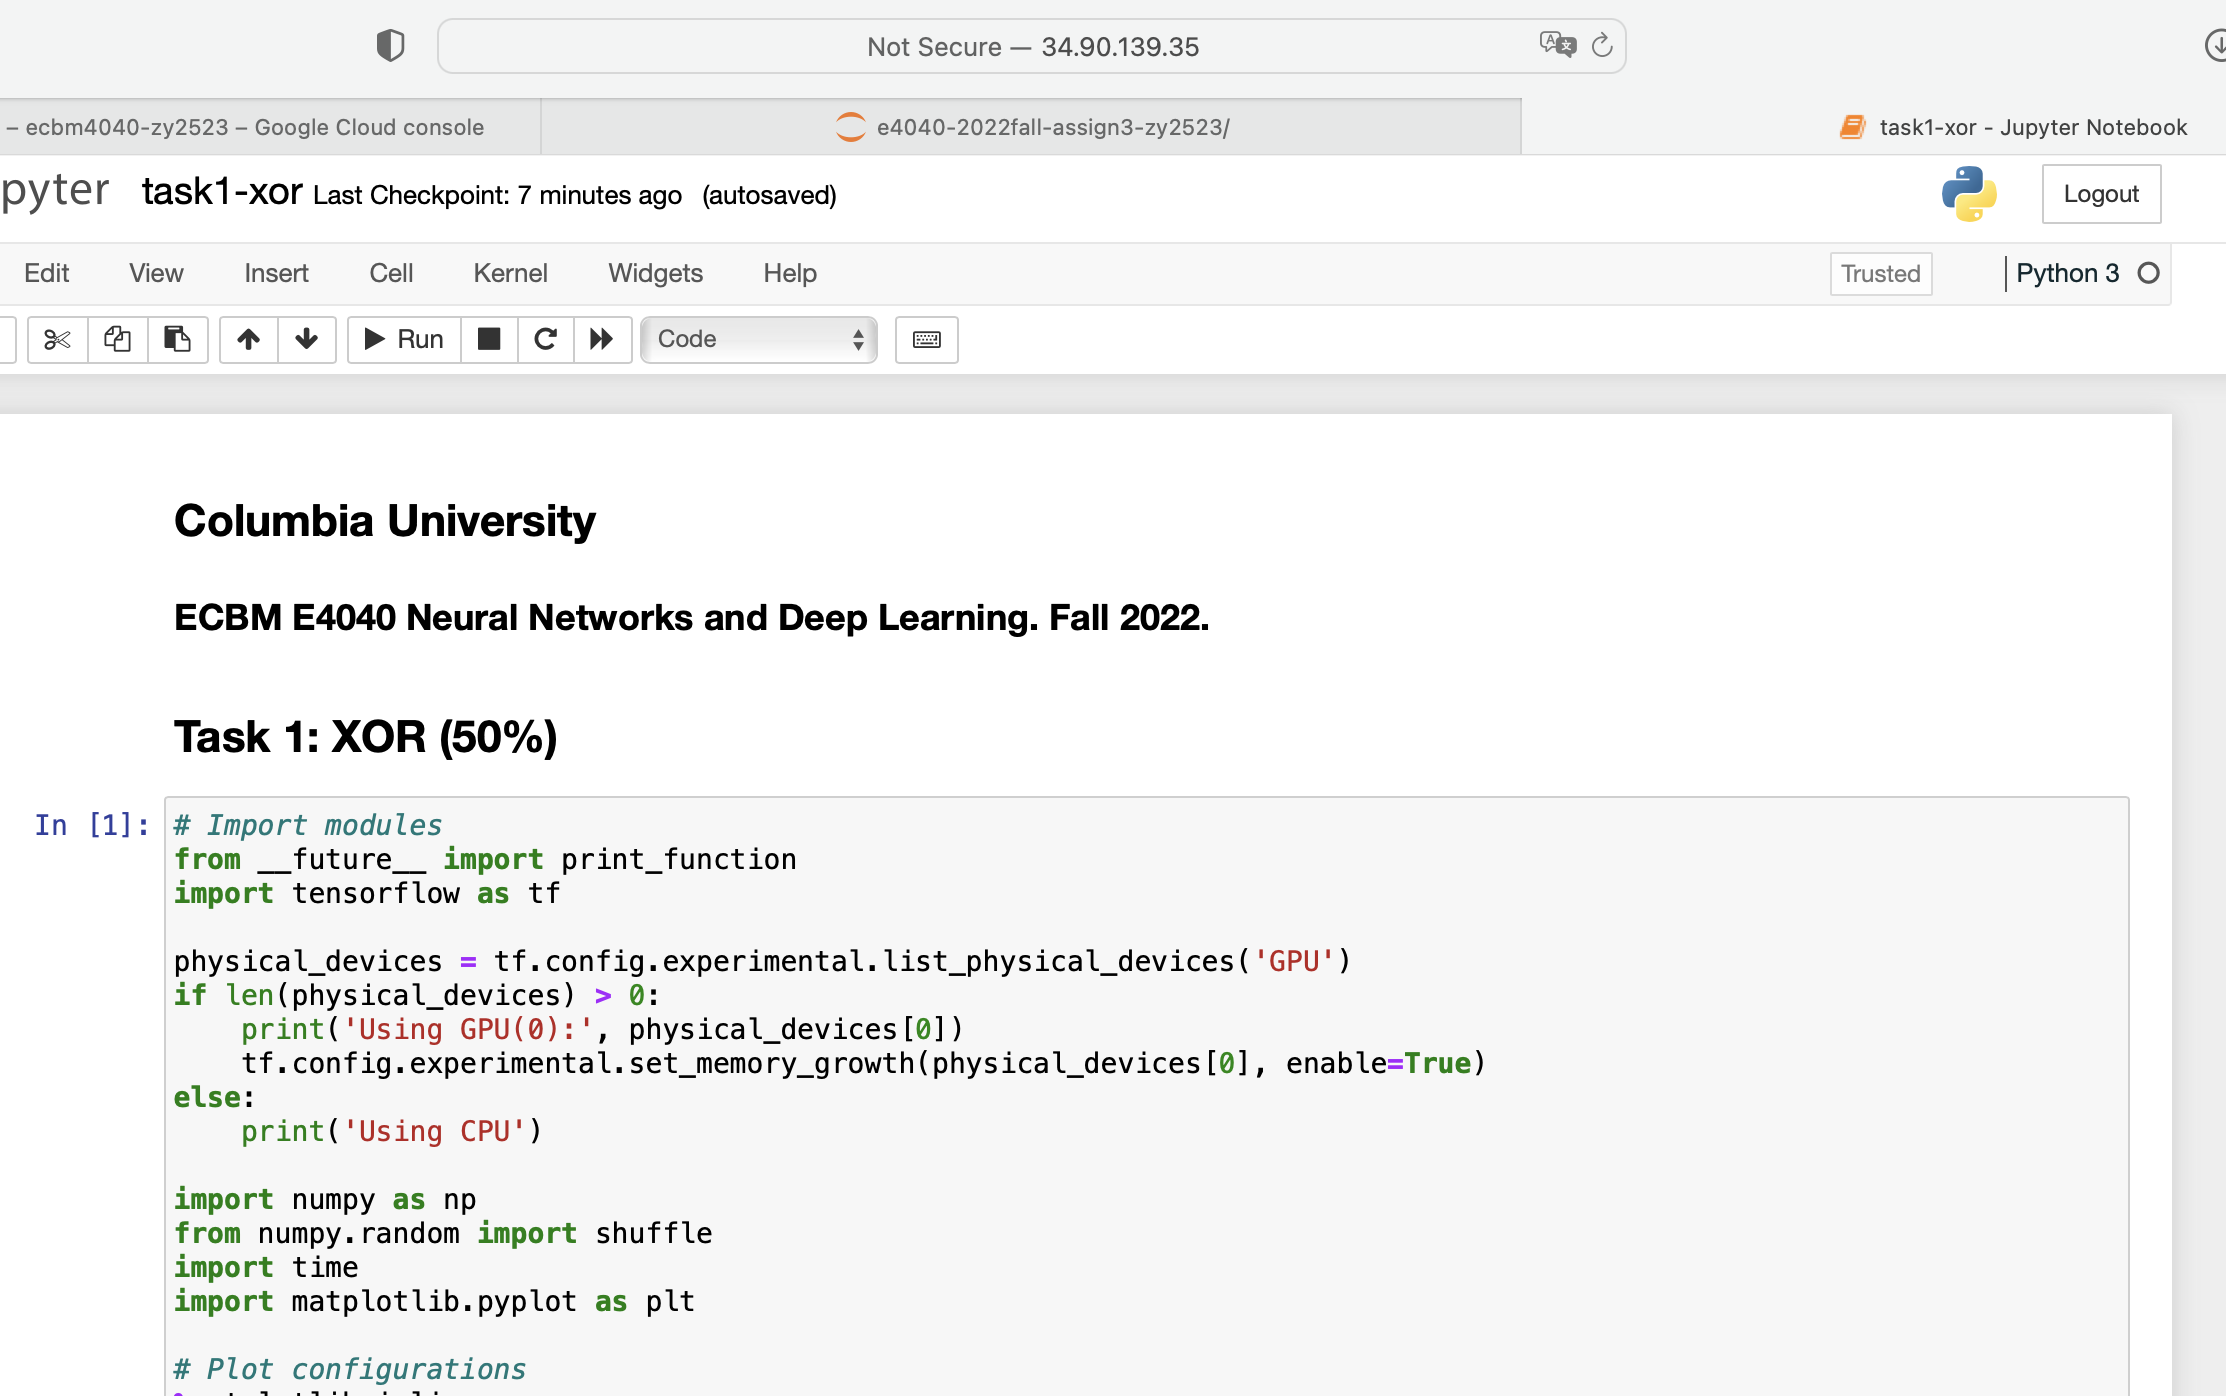 Not Secure — 34.90.139.35
– ecbm4040-zy2523 – Google Cloud console
e4040-2022fall-assign3-zy2523/
task1-xor - Jupyter Notebook
pyter task1-xor Last Checkpoint: 7 minutes ago (autosaved)
Logout
Edit View Insert Cell Kernel Widgets Help
Trusted
Python 3
Run
Code
Columbia University
ECBM E4040 Neural Networks and Deep Learning. Fall 2022.
Task 1: XOR (50%)
In [1]:
# Import modules
from __future__ import print_function
import tensorflow as tf
physical_devices = tf.config.experimental.list_physical_devices('GPU')
if len(physical_devices) > 0:
    print('Using GPU(0):', physical_devices[0])
    tf.config.experimental.set_memory_growth(physical_devices[0], enable=True)
else:
    print('Using CPU')
import numpy as np
from numpy.random import shuffle
import time
import matplotlib.pyplot as plt
# Plot configurations